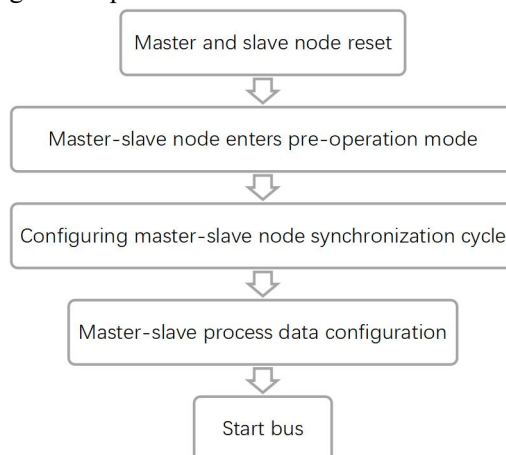 Master and slave node reset
Master-slave node enters pre-operation mode
Configuring master-slave node synchronization cycle
Master-slave process data configuration
Start bus